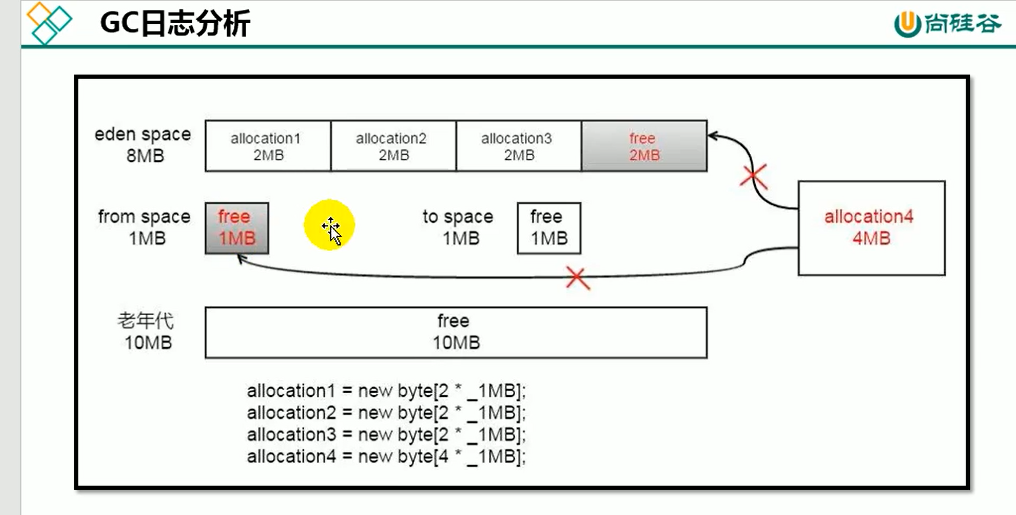 GC日志分析
尚硅谷
eden space
8MB
allocation1
2MB
allocation2
2MB
allocation3
2MB
free
2MB
from space
1MB
free
1MB
to space
1MB
free
1MB
allocation4
4MB
老年代
10MB
free
10MB
allocation1 = new byte[2 * _1MB];
allocation2 = new byte[2 * _1MB];
allocation3 = new byte[2 * _1MB];
allocation4 = new byte[4 * _1MB];